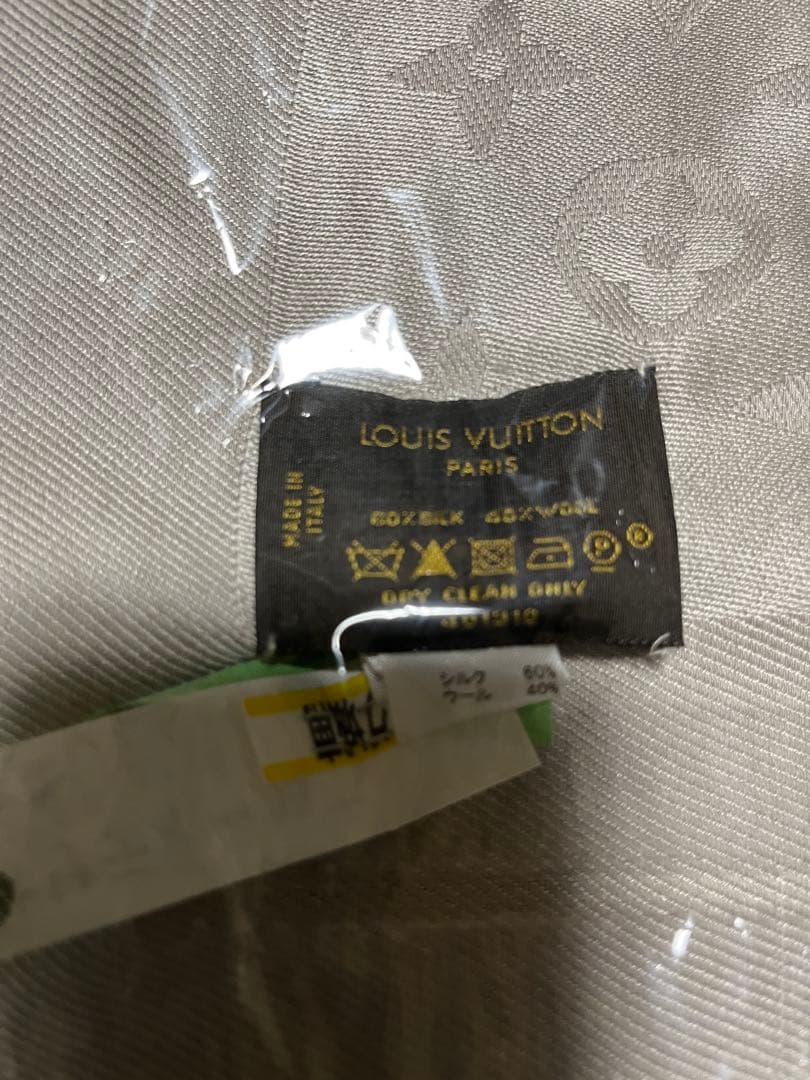 LOUIS VUITTON
PARIS
MADE IN
ITALY
60%SILK 40%WOOL
P
DRY CLEAN ONLY
シルク 60%
ウール 40%